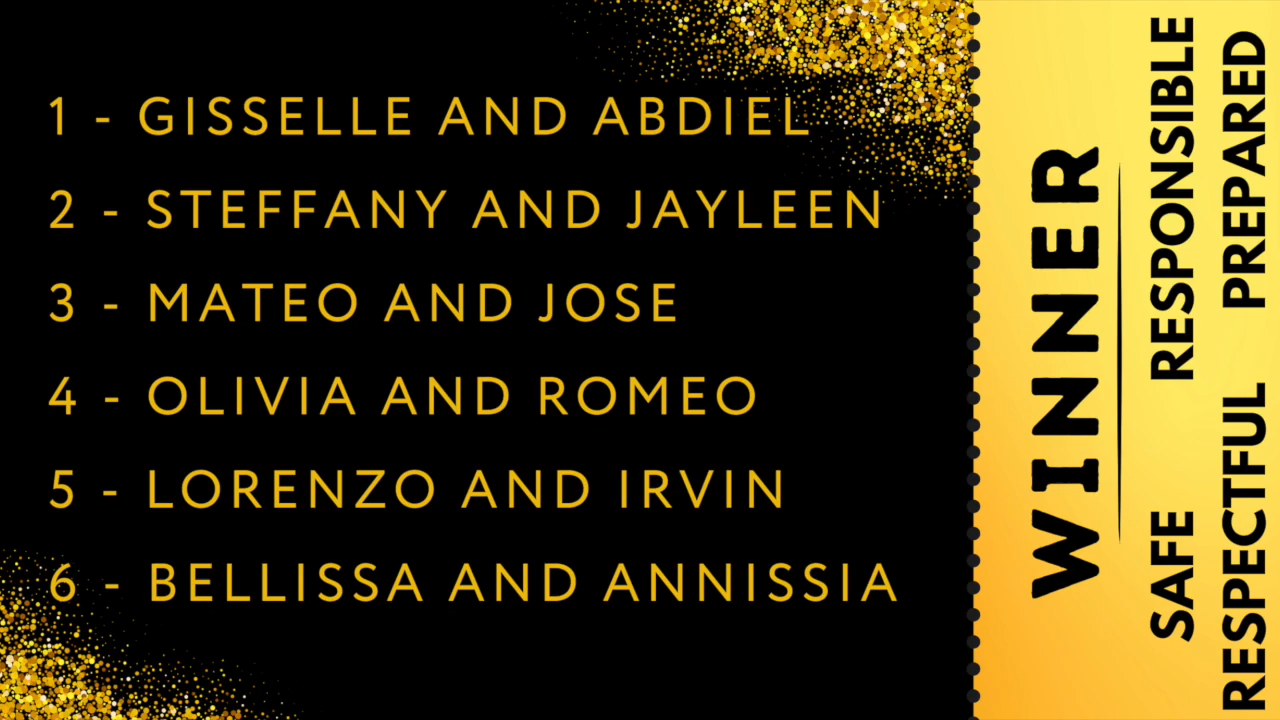 1 - GISSELLE AND ABDIEL
2 - STEFFANY AND JAYLEEN
3 - MATEO AND JOSE
4 - OLIVIA AND ROMEO
5 - LORENZO AND IRVIN
6 - BELLISSA AND ANNISSIA
WINNER
SAFE RESPONSIBLE
RESPECTFUL PREPARED